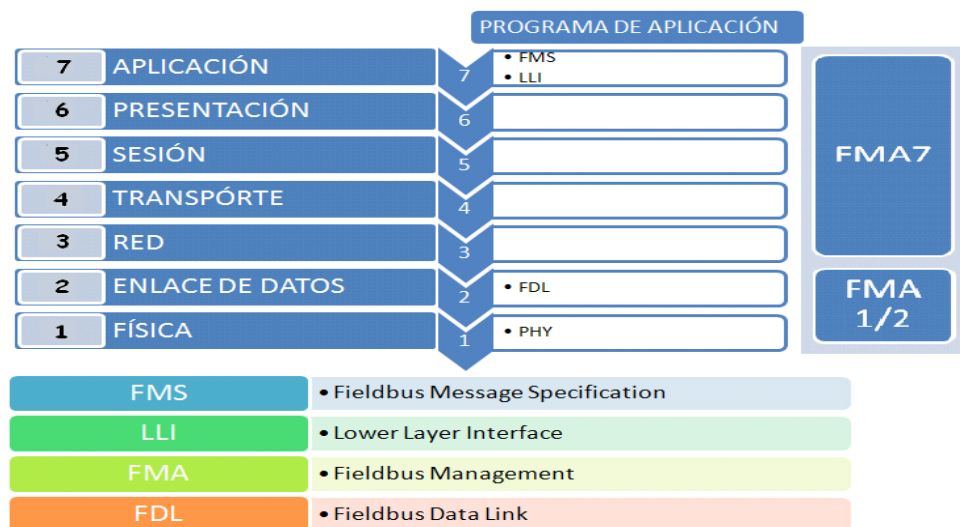 PROGRAMA DE APLICACIÓN
7 APLICACIÓN 7 • FMS
• LLI
6 PRESENTACIÓN 6
5 SESIÓN 5
4 TRANSPÓRTE 4
3 RED 3
2 ENLACE DE DATOS 2 • FDL
1 FÍSICA 1 • PHY
FMA7
FMA
1/2
FMS • Fieldbus Message Specification
LLI • Lower Layer Interface
FMA • Fieldbus Management
FDL • Fieldbus Data Link